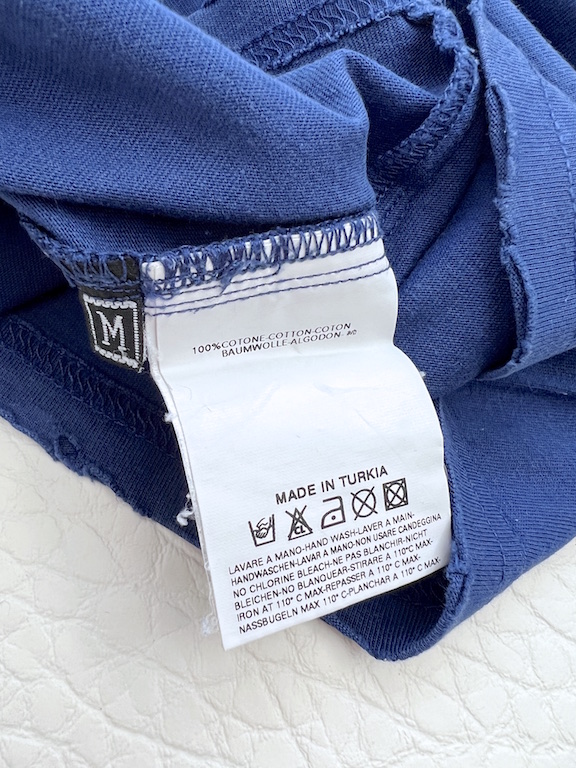 M
100%COTONE-COTTON-COTON
BAUMWOLLE-ALGODON-
MADE IN TURKIA
CL
LAVARE A MANO-HAND WASH-LAVER A MAIN-
HANDWASCHEN-LAVAR A MANO-NON USARE CANDEGGINA
NO CHLORINE BLEACH-NE PAS BLANCHIR-NICHT
BLEICHEN-NO BLANQUEAR-STIRARE A 110°C MAX-
IRON AT 110° C MAX-REPASSER A 110° C MAX-
NASSBUGELN MAX 110° C-PLANCHAR A 110°C MAX-